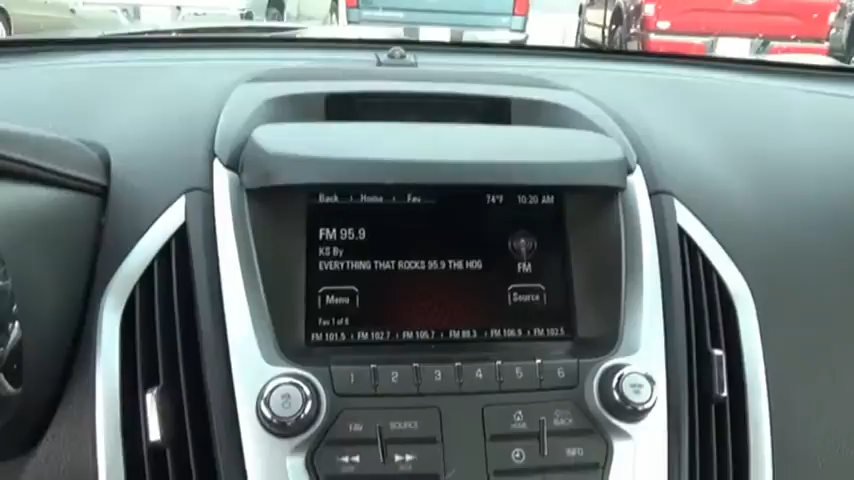 Back Home Fav 74°F 10:20 AM
FM 95.9
KS By
EVERYTHING THAT ROCKS 95.9 THE HOG
FM
Menu Source
Fav 1 of 8
FM 101.5 FM 102.7 FM 105.7 FM 88.3 FM 106.9 FM 102.5
1 2 3 4 5 6
FAV SOURCE
HOME BACK
INFO